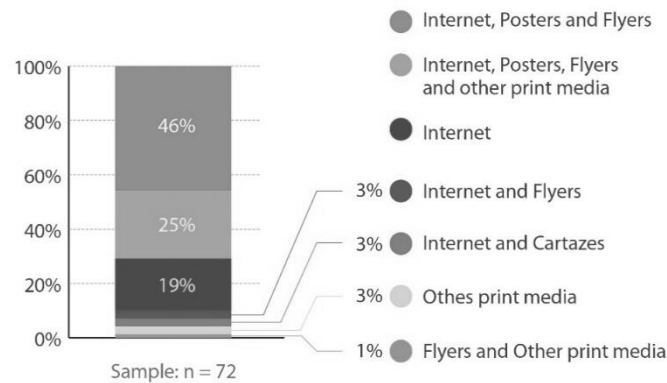 Internet, Posters and Flyers
Internet, Posters, Flyers
and other print media
Internet
100%
80%
60%
40%
20%
0%
46%
25%
19%
3% Internet and Flyers
3% Internet and Cartazes
3% Othes print media
1% Flyers and Other print media
Sample: n = 72